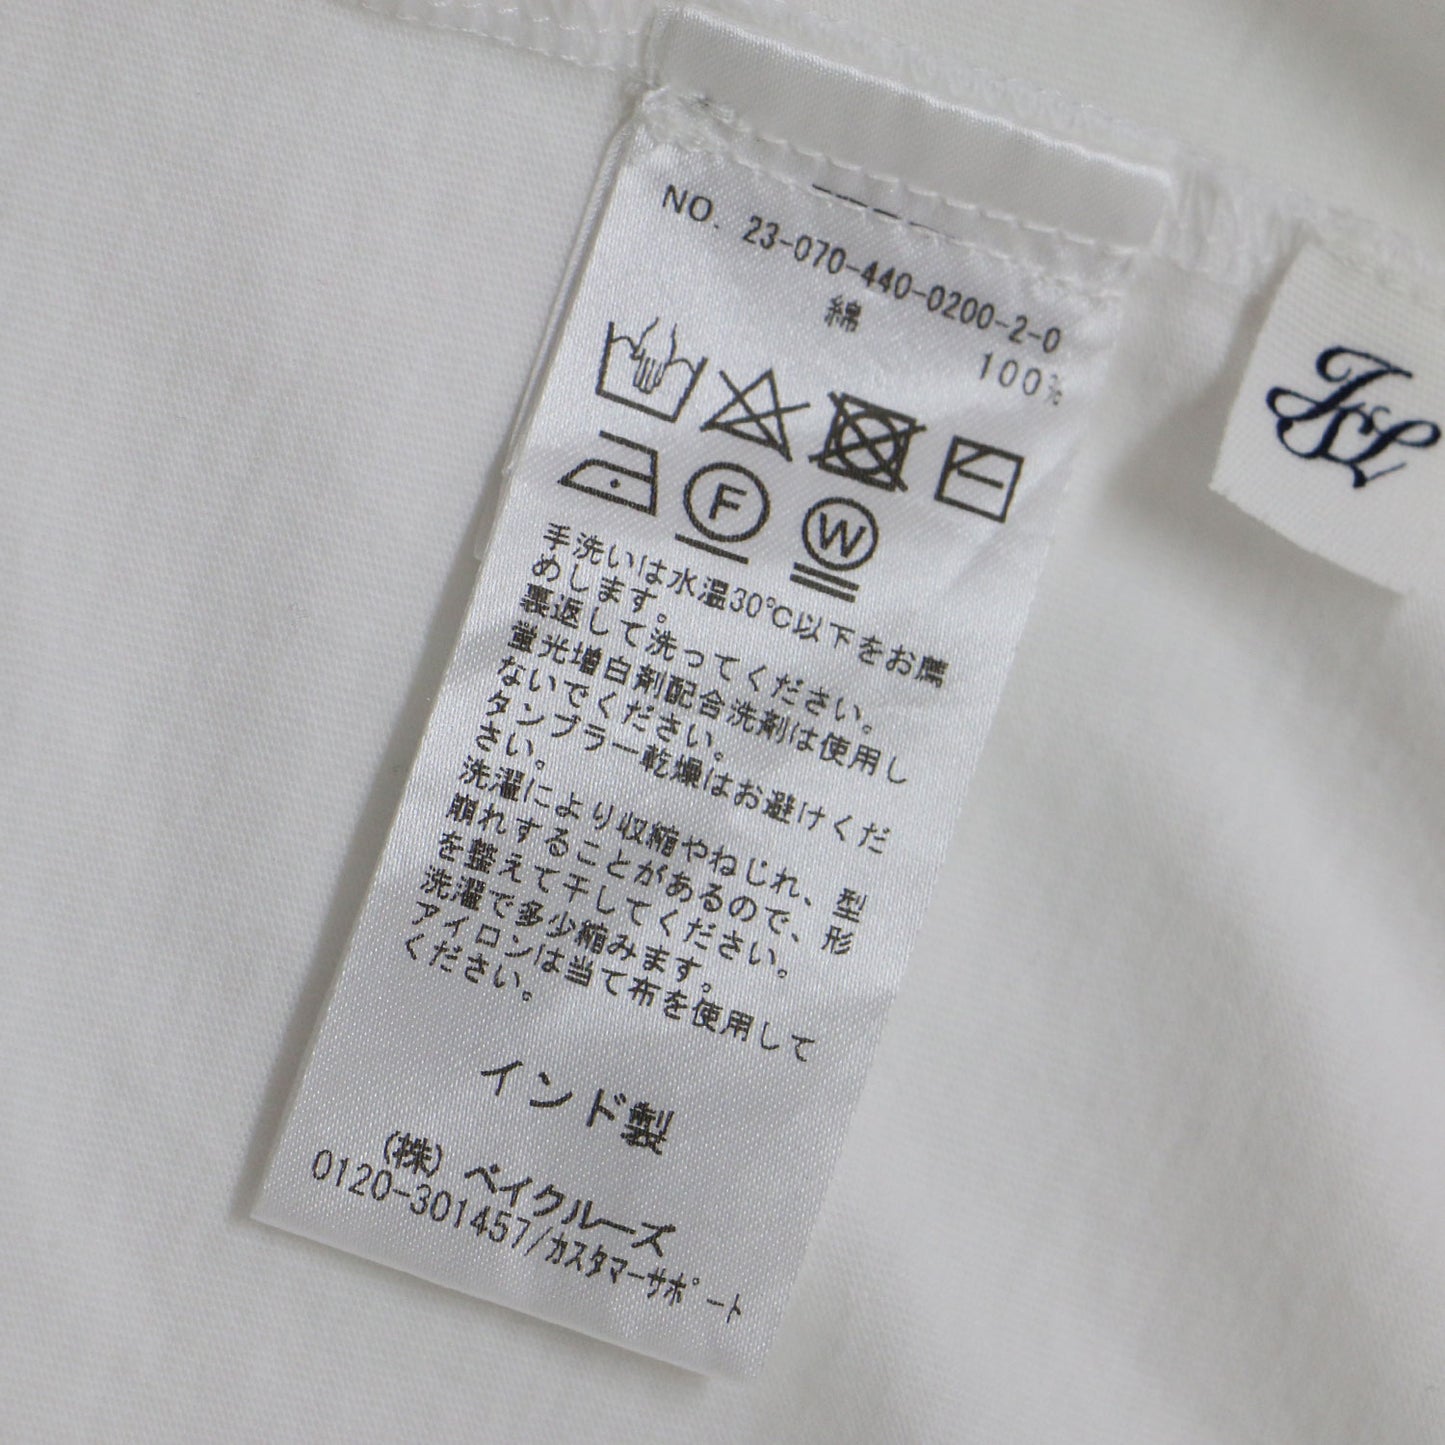 NO. 23-070-440-0200-2-0
綿 100%
F W
手洗いは水温30℃以下をお薦
めします。
裏返して洗ってください。
蛍光増白剤配合洗剤は使用し
ないでください。
タンブラー乾燥はお避けくだ
さい。
洗濯により収縮やねじれ、型
崩れすることがあるので、形
を整えて干してください。
洗濯で多少縮みます。
アイロンは当て布を使用して
ください。
インド製
(株) ベイクルーズ
0120-301457/カスタマーサポート
JSL